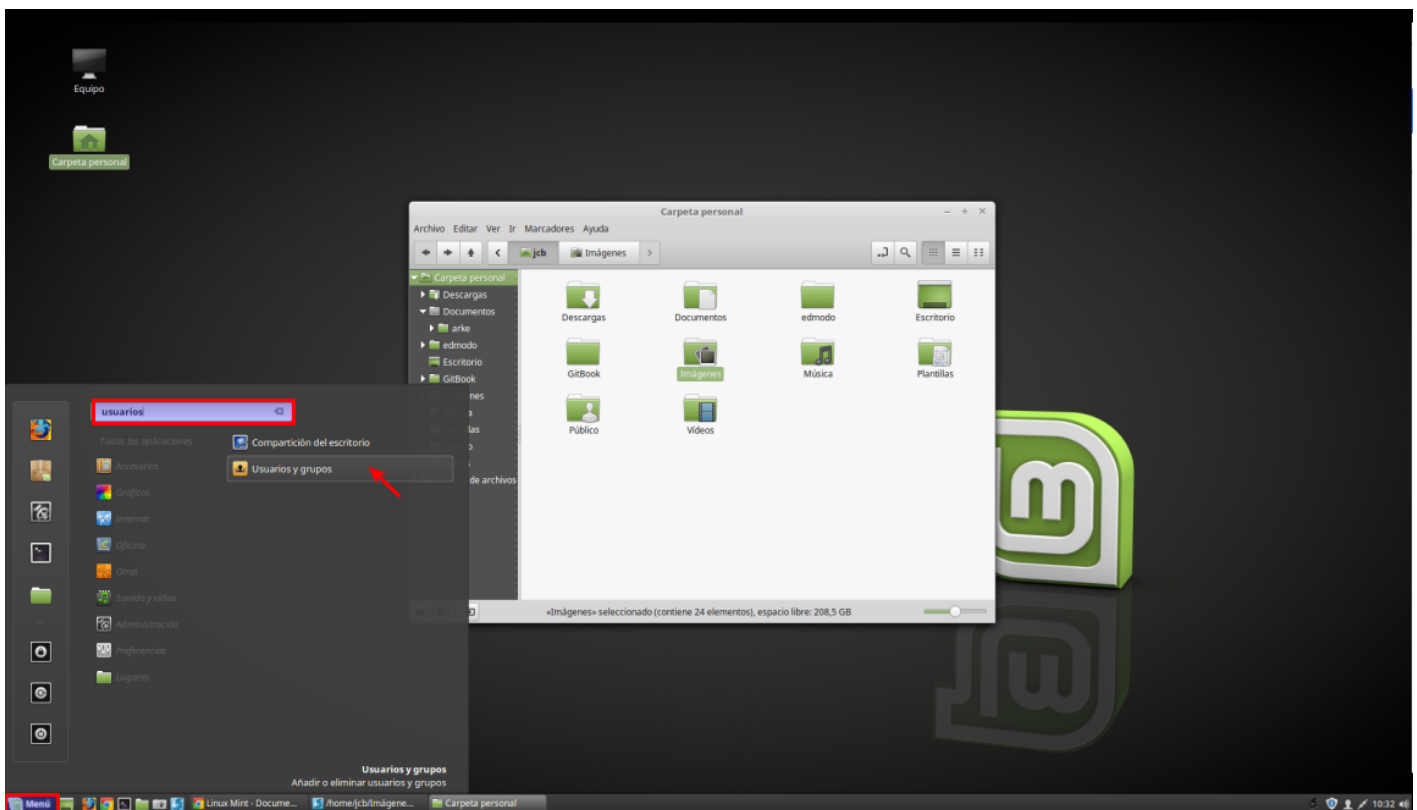 Equipo
Carpeta personal
Carpeta personal
Archivo Editar Ver Ir Marcadores Ayuda
jcb Imágenes
Carpeta personal
Descargas
Documentos
arke
edmodo
Escritorio
GitBook
nes
de archivos
Descargas Documentos edmodo Escritorio
GitBook Imágenes Música Plantillas
Público Vídeos
«Imágenes» seleccionado (contiene 24 elementos), espacio libre: 208,5 GB
usuarios
Todas las aplicaciones
Accesorios
Gráficos
Internet
Oficina
Otros
Sonido y vídeo
Administración
Preferencias
Lugares
Compartición del escritorio
Usuarios y grupos
Usuarios y grupos
Añadir o eliminar usuarios y grupos
Menú
Linux Mint - Docume...
/home/jcb/Imágene...
Carpeta personal
10:32